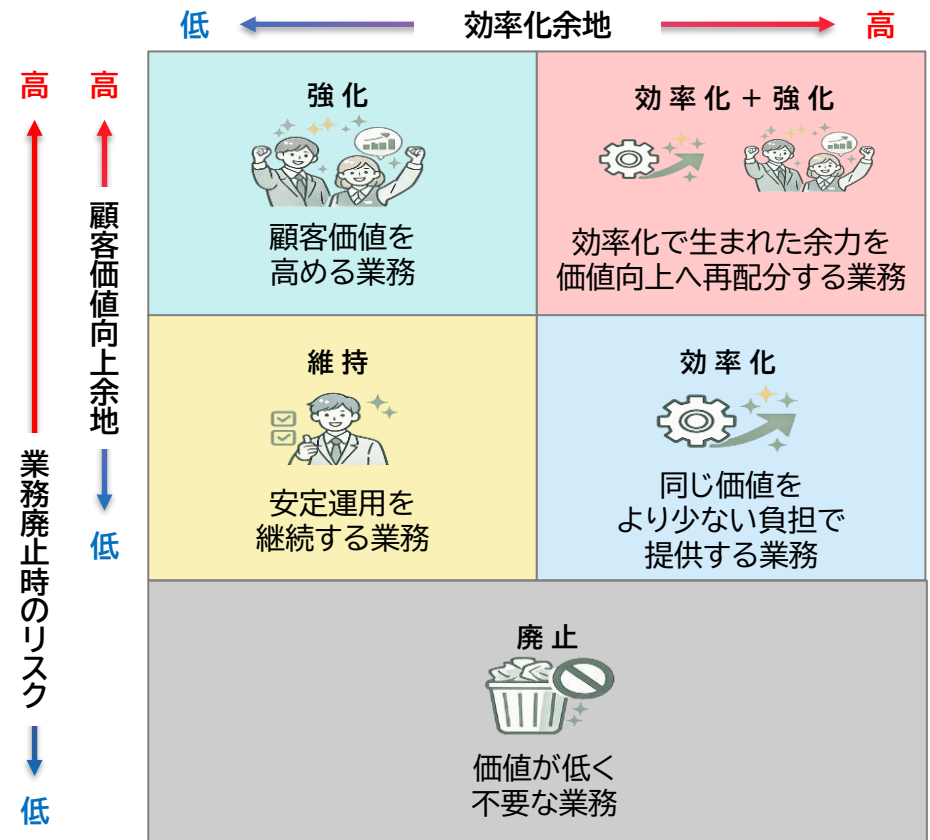 低
効率化余地
高
高
高
顧客価値向上余地
低
業務廃止時のリスク
低
強化
顧客価値を
高める業務
効率化＋強化
効率化で生まれた余力を
価値向上へ再配分する業務
維持
安定運用を
継続する業務
効率化
同じ価値を
より少ない負担で
提供する業務
廃止
価値が低く
不要な業務